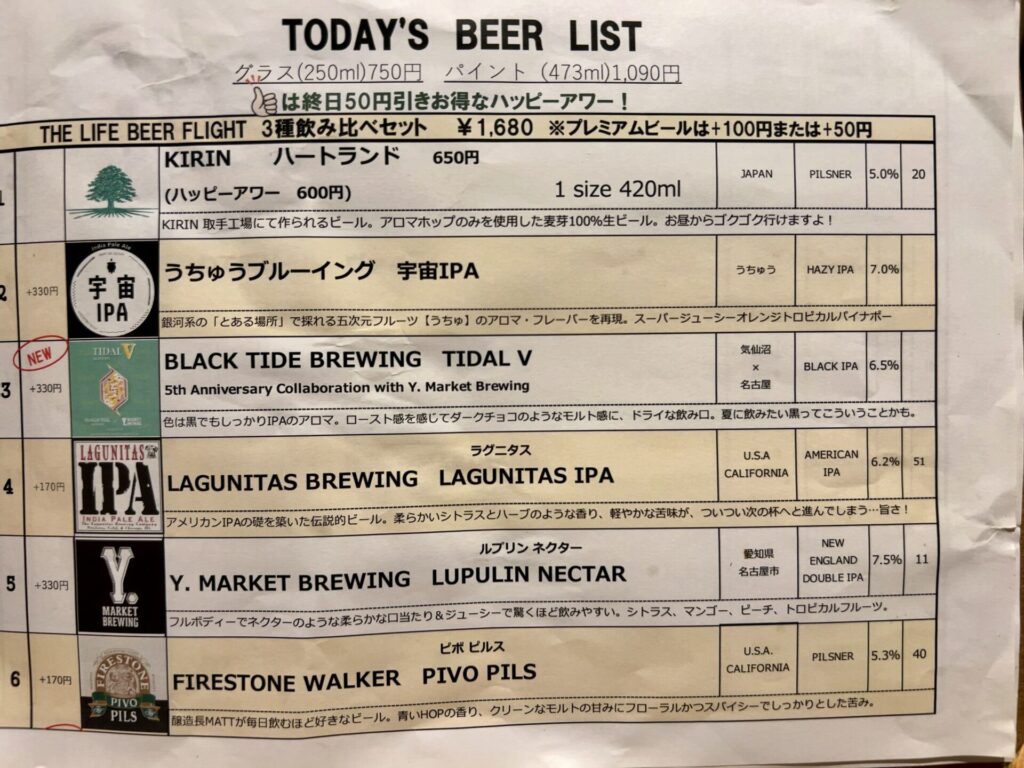 TODAY'S BEER LIST
グラス(250ml)750円 パイント (473ml)1,090円
は終日50円引きお得なハッピーアワー！
THE LIFE BEER FLIGHT 3種飲み比べセット ￥1,680 ※プレミアムビールは+100円または+50円
1
KIRIN ハートランド 650円
(ハッピーアワー 600円) 1 size 420ml
JAPAN
PILSNER
5.0%
20
KIRIN 取手工場にて作られるビール。アロマホップのみを使用した麦芽100%生ビール。お昼からゴクゴク行けますよ！
2
+330円
India Pale Ale
宇宙
IPA
うちゅうブルーイング 宇宙IPA
うちゅう
HAZY IPA
7.0%
銀河系の「とある場所」で採れる五次元フルーツ【うちゅ】のアロマ・フレーバーを再現。スーパージューシーオレンジトロピカルパイナポー
NEW
3
+330円
TIDAL V
BLACK TIDE BREWING TIDAL V
5th Anniversary Collaboration with Y. Market Brewing
気仙沼
×
名古屋
BLACK IPA
6.5%
色は黒でもしっかりIPAのアロマ。ロースト感を感じてダークチョコのようなモルト感に、ドライな飲み口。夏に飲みたい黒ってこういうことかも。
4
+170円
LAGUNITAS
IPA
INDIA PALE ALE
ラグニタス
LAGUNITAS BREWING LAGUNITAS IPA
U.S.A
CALIFORNIA
AMERICAN
IPA
6.2%
51
アメリカンIPAの礎を築いた伝説的ビール。柔らかいシトラスとハーブのような香り、軽やかな苦味が、ついつい次の杯へと進んでしまう…旨さ！
5
+330円
Y.
MARKET
BREWING
ルプリン ネクター
Y. MARKET BREWING LUPULIN NECTAR
愛知県
名古屋市
NEW
ENGLAND
DOUBLE IPA
7.5%
11
フルボディーでネクターのような柔らかな口当たり＆ジューシーで驚くほど飲みやすい。シトラス、マンゴー、ピーチ、トロピカルフルーツ。
6
+170円
FIRESTONE
PIVO
PILS
ピボ ピルス
FIRESTONE WALKER PIVO PILS
U.S.A.
CALIFORNIA
PILSNER
5.3%
40
醸造長MATTが毎日飲むほど好きなビール。青いHOPの香り、クリーンなモルトの甘みにフローラルかつスパイシーでしっかりとした苦み。